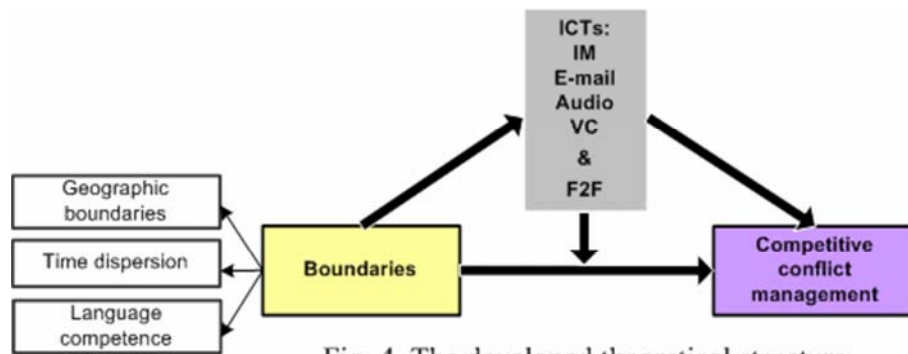 ICTs:
IM
E-mail
Audio
VC
&
F2F
Geographic
boundaries
Time dispersion
Language
competence
Boundaries
Competitive
conflict
management
Fig. 4. The developed theoretical structure